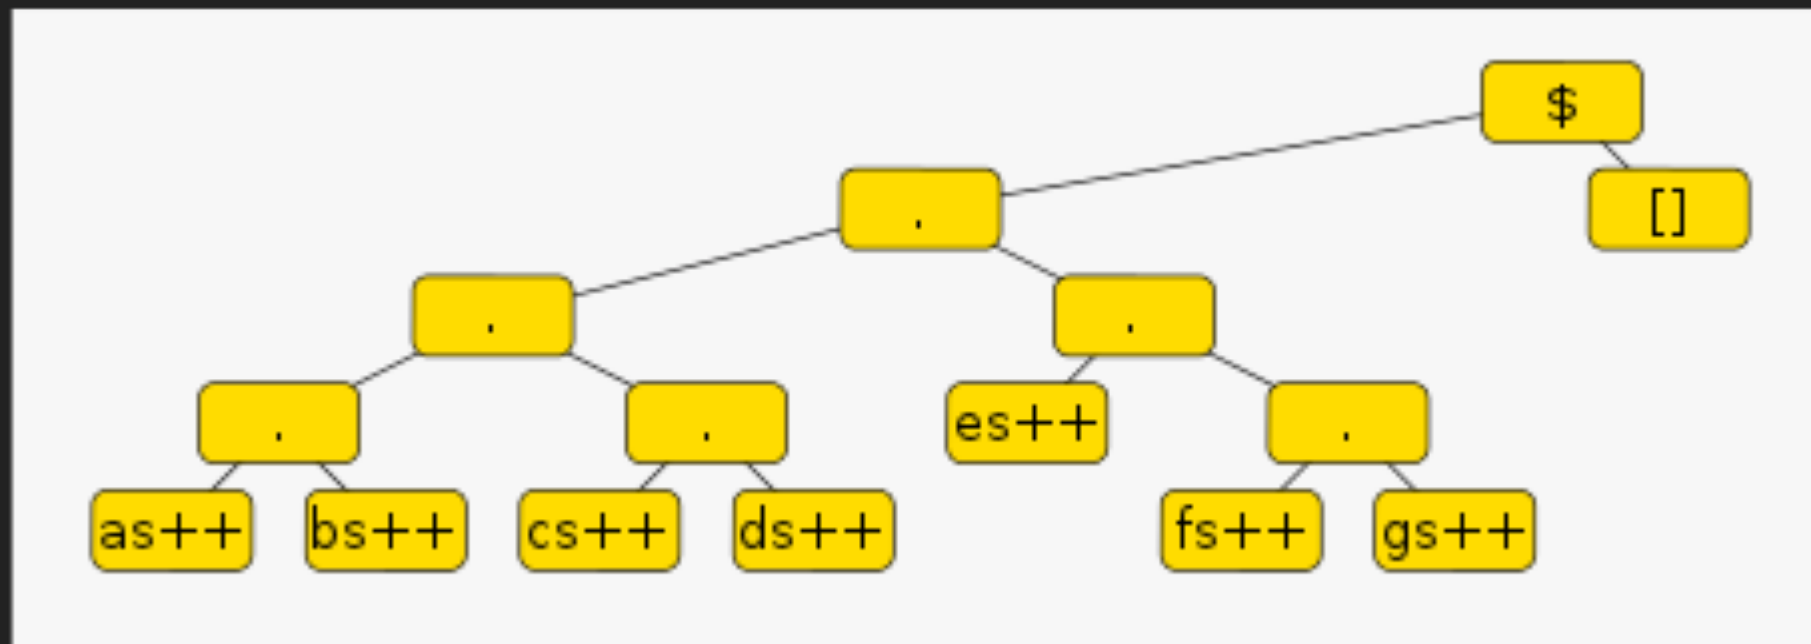 $
. []
. .
. . es++ .
as++ bs++ cs++ ds++ fs++ gs++